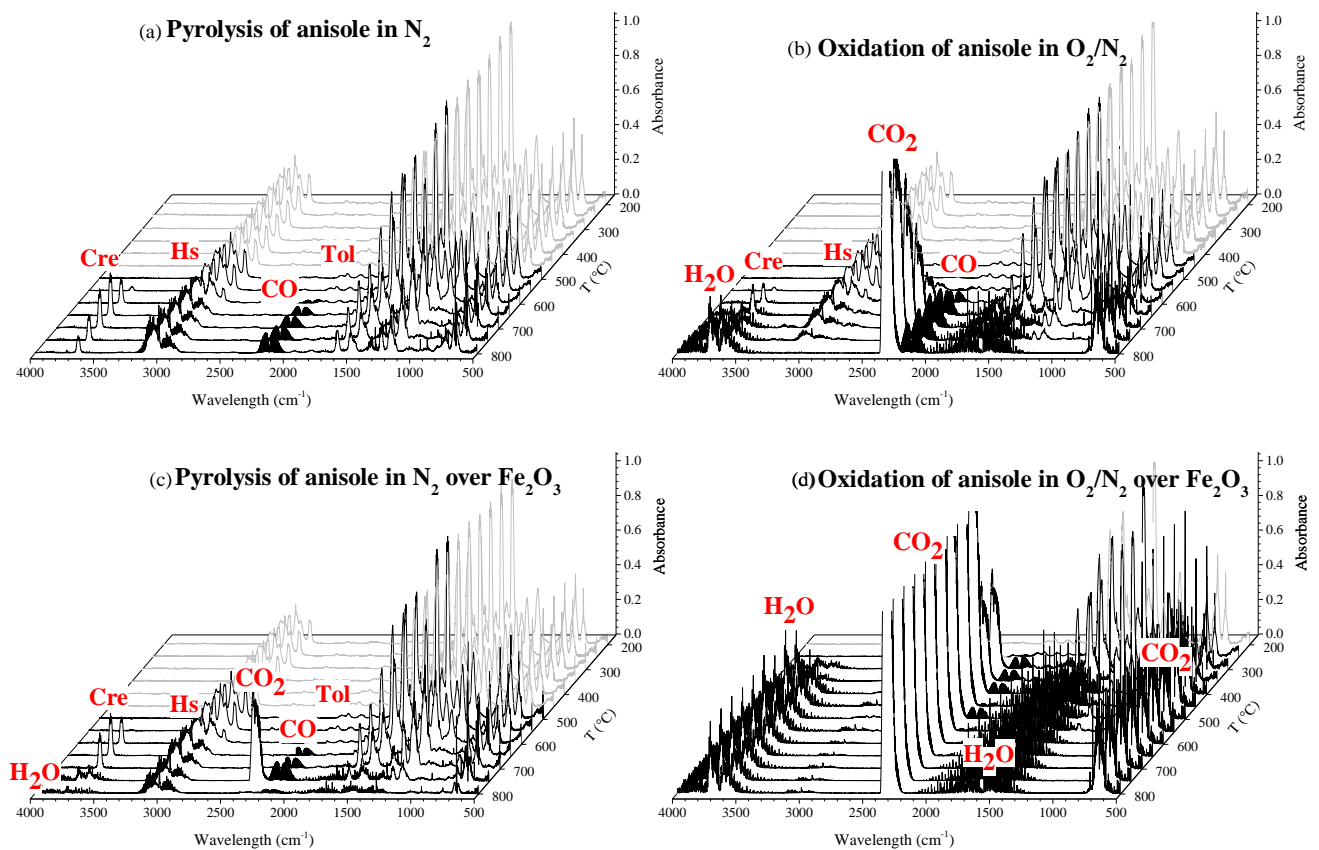 (a) Pyrolysis of anisole in N2
1.0
0.8
0.6
0.4
0.2
0.0
Absorbance
Cre
Hs
CO
Tol
200
300
400
500
600
700
800
T (°C)
4000 3500 3000 2500 2000 1500 1000 500
Wavelength (cm-1)
(b) Oxidation of anisole in O2/N2
1.0
0.8
0.6
0.4
0.2
0.0
Absorbance
CO2
H2O
Cre
Hs
CO
200
300
400
500
600
700
800
T (°C)
4000 3500 3000 2500 2000 1500 1000 500
Wavelength (cm-1)
(c) Pyrolysis of anisole in N2 over Fe2O3
1.0
0.8
0.6
0.4
0.2
0.0
Absorbance
H2O
Cre
Hs
CO2
CO
Tol
200
300
400
500
600
700
800
T (°C)
4000 3500 3000 2500 2000 1500 1000 500
Wavelength (cm-1)
(d) Oxidation of anisole in O2/N2 over Fe2O3
1.0
0.8
0.6
0.4
0.2
0.0
Absorbance
CO2
H2O
CO2
H2O
200
300
400
500
600
700
800
T (°C)
4000 3500 3000 2500 2000 1500 1000 500
Wavelength (cm-1)